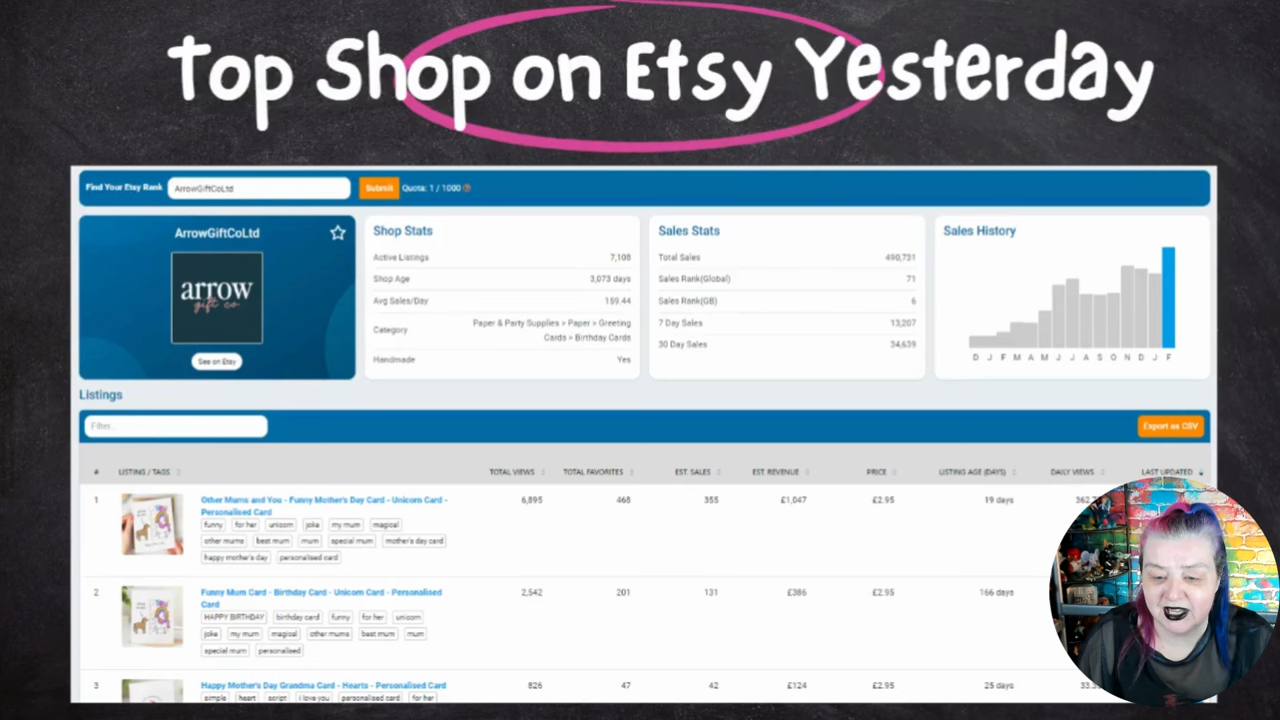 Top Shop on Etsy Yesterday
Find Your Etsy Rank ArrowGiftCoLtd Submit Quota: 1 / 1000
ArrowGiftCoLtd
arrow
gift co
See on Etsy
Shop Stats
Active Listings 7,108
Shop Age 3,073 days
Avg Sales/Day 159.44
Category Paper & Party Supplies > Paper > Greeting
Cards > Birthday Cards
Handmade Yes
Sales Stats
Total Sales 490,731
Sales Rank(Global) 71
Sales Rank(GB) 6
7 Day Sales 13,207
30 Day Sales 34,639
Sales History
D J F M A M J J A S O N D J F
Listings
Filter...
Export as CSV
# LISTING / TAGS TOTAL VIEWS TOTAL FAVORITES EST. SALES EST. REVENUE PRICE LISTING AGE (DAYS) DAILY VIEWS LAST UPDATED
1 Other Mums and You - Funny Mother's Day Card - Unicorn Card - 6,895 468 355 £1,047 £2.95 19 days
Personalised Card
funny for her unicorn joke my mum magical
other mums best mum mum special mum mother's day card
happy mother's day personalised card
2 Funny Mum Card - Birthday Card - Unicorn Card - Personalised 2,542 201 131 £386 £2.95 166 days
Card
HAPPY BIRTHDAY birthday card funny for her unicorn
joke my mum magical other mums best mum mum
special mum personalised
3 Happy Mother's Day Grandma Card - Hearts - Personalised Card 826 47 42 £124 £2.95 25 days
simple heart script i love you personalised card for her